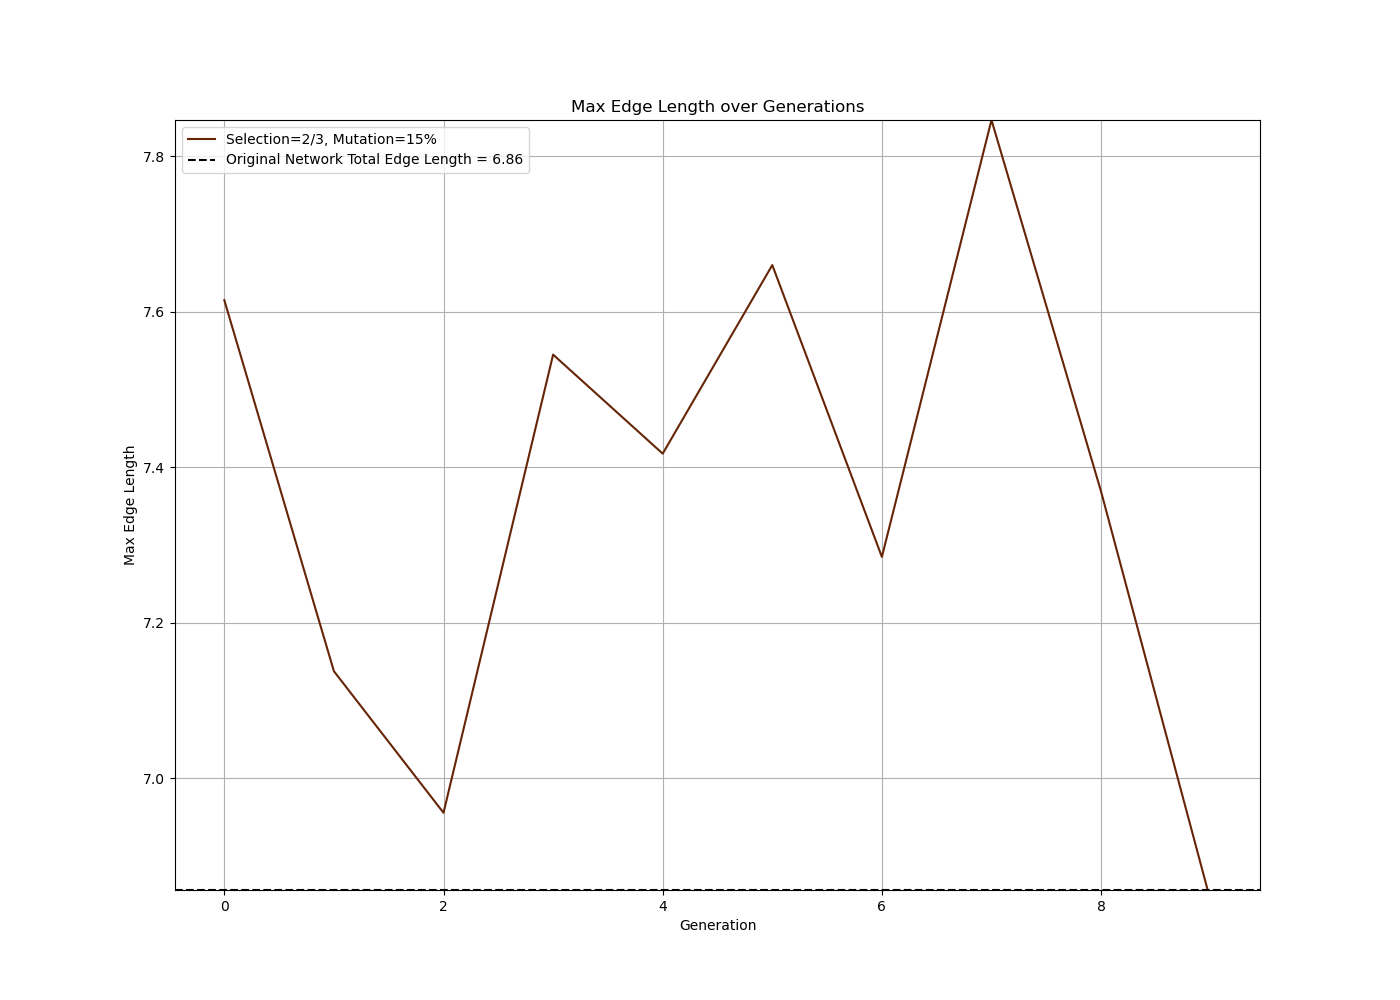 Max Edge Length over Generations
Selection=2/3, Mutation=15%
Original Network Total Edge Length = 6.86
7.8
7.6
7.4
7.2
7.0
Max Edge Length
0 2 4 6 8
Generation